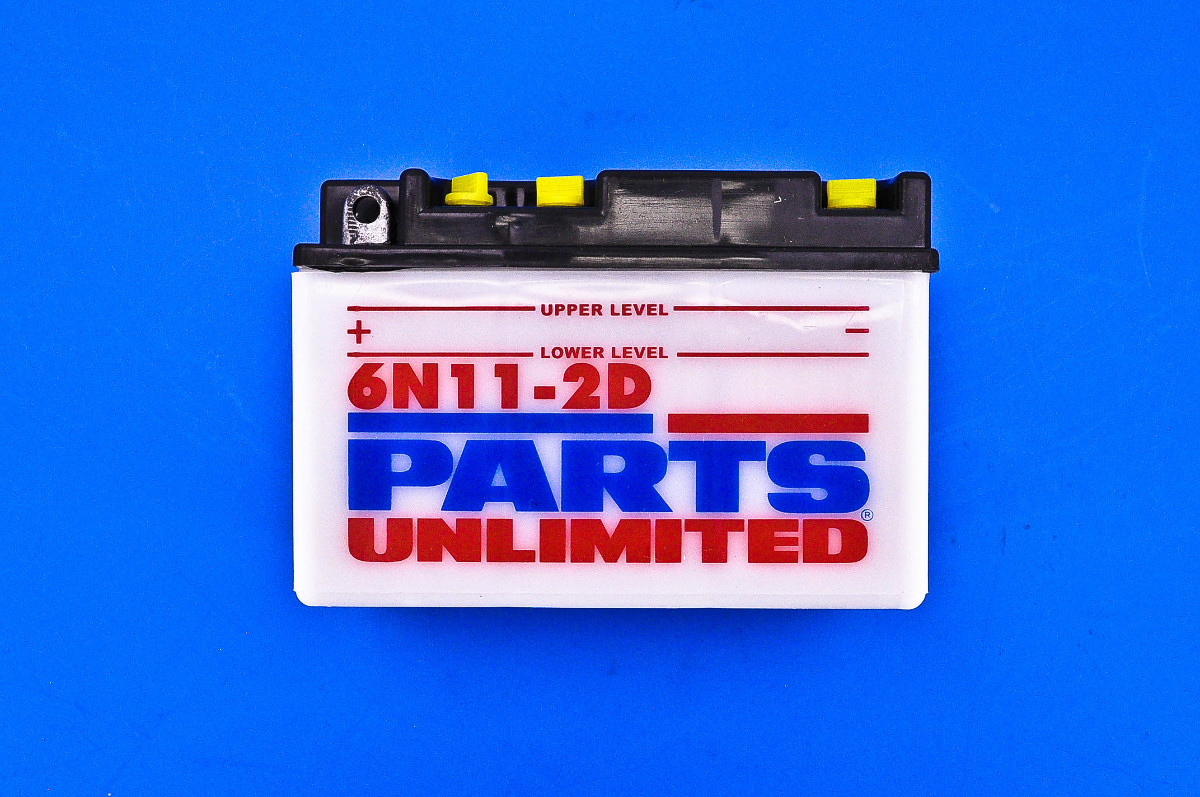 UPPER LEVEL
+ −
LOWER LEVEL
6N11-2D
PARTS
UNLIMITED®